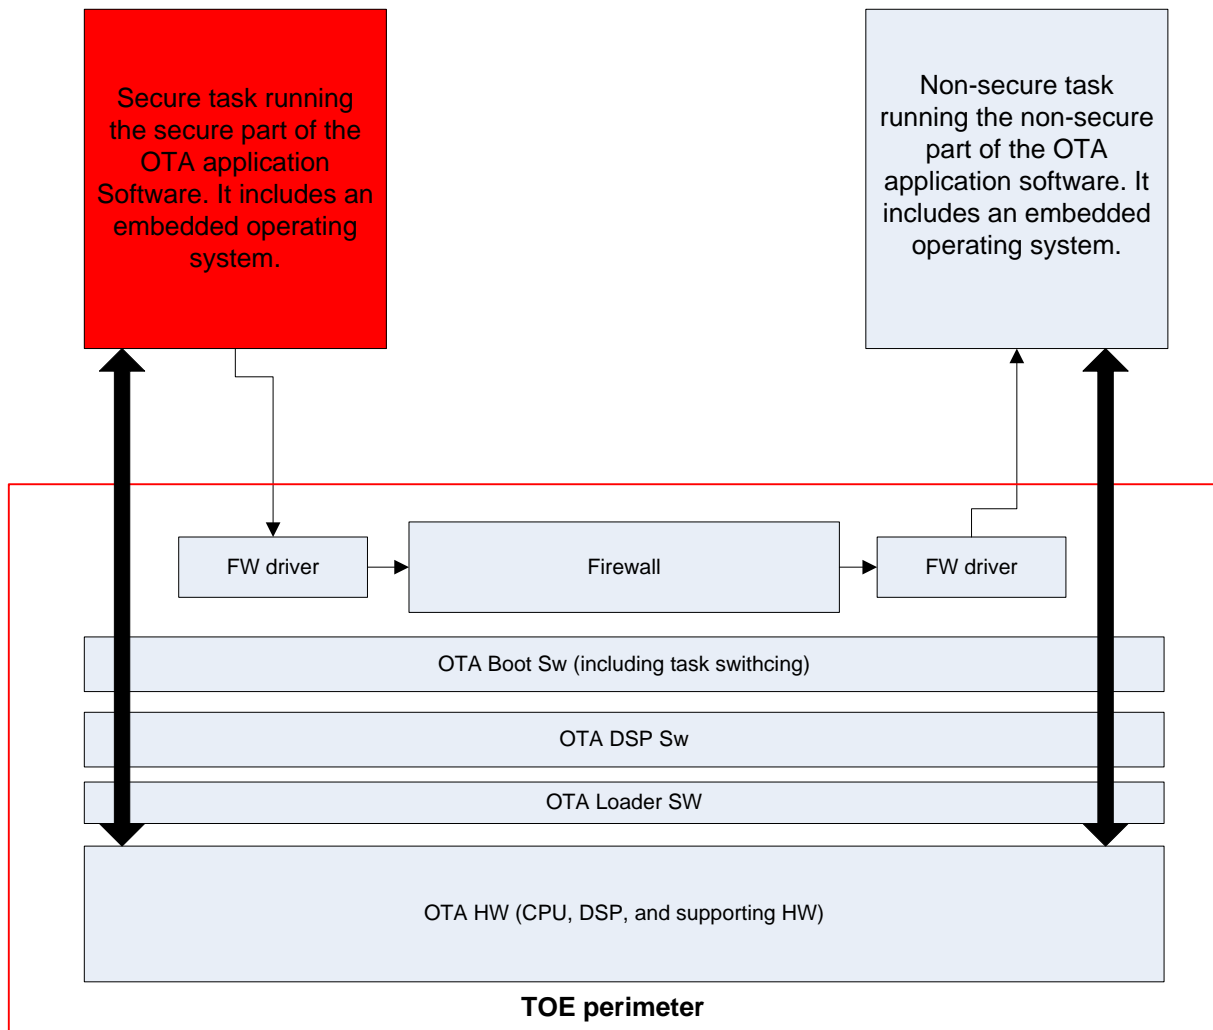 Secure task running
the secure part of the
OTA application
Software. It includes an
embedded operating
system.
Non-secure task
running the non-secure
part of the OTA
application software. It
includes an embedded
operating system.
FW driver
Firewall
FW driver
OTA Boot Sw (including task swithcing)
OTA DSP Sw
OTA Loader SW
OTA HW (CPU, DSP, and supporting HW)
TOE perimeter